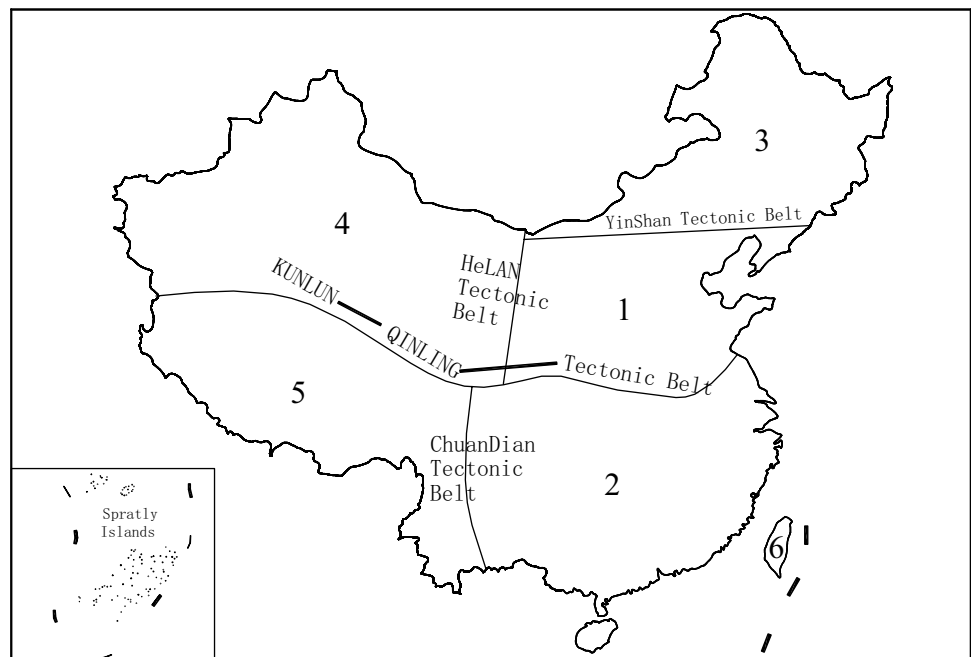 3
YinShan Tectonic Belt
4
HeLAN
Tectonic
Belt
KUNLUN
1
QINLING
Tectonic Belt
5
ChuanDian
Tectonic
Belt
2
Spratly
Islands
6